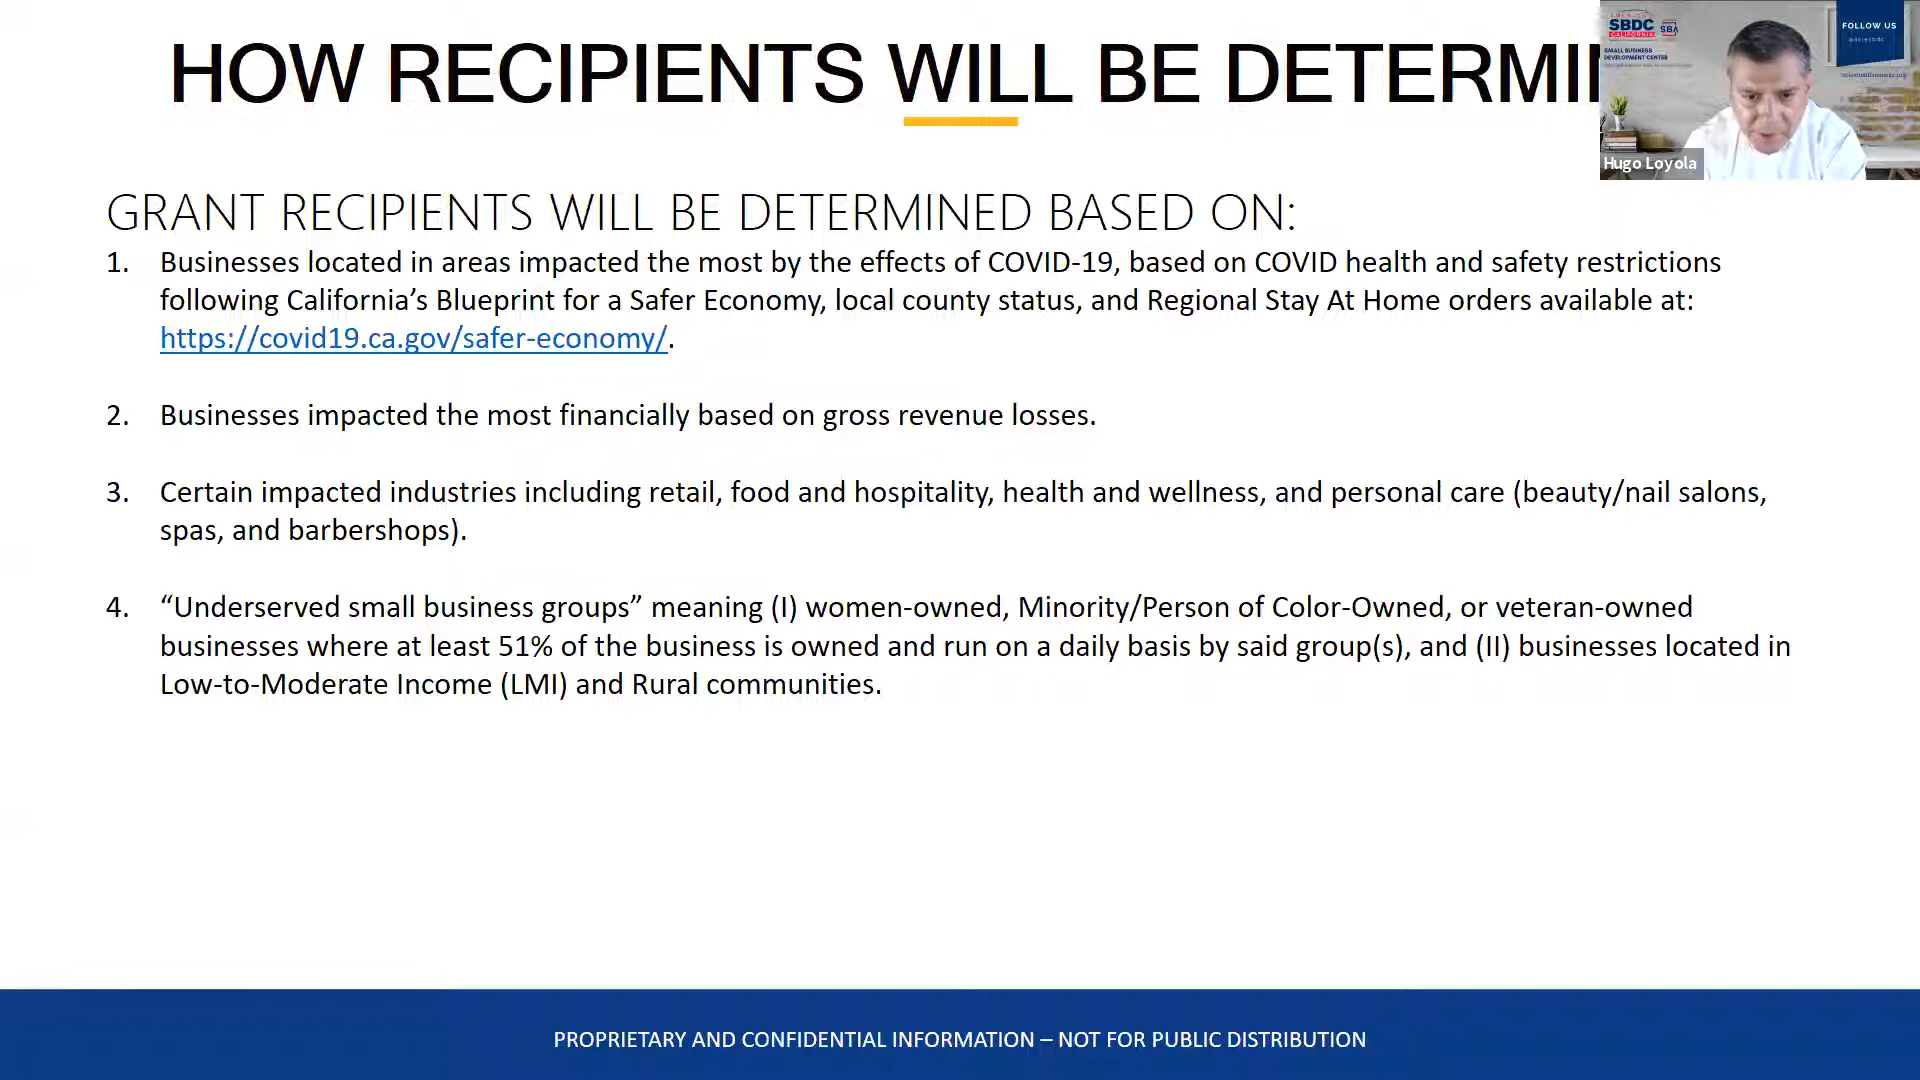 HOW RECIPIENTS WILL BE DETERMI
SBDC
CALIFORNIA
SBA
SMALL BUSINESS
DEVELOPMENT CENTER
FOLLOW US
Hugo Loyola
GRANT RECIPIENTS WILL BE DETERMINED BASED ON:
1. Businesses located in areas impacted the most by the effects of COVID-19, based on COVID health and safety restrictions
following California’s Blueprint for a Safer Economy, local county status, and Regional Stay At Home orders available at:
https://covid19.ca.gov/safer-economy/.
2. Businesses impacted the most financially based on gross revenue losses.
3. Certain impacted industries including retail, food and hospitality, health and wellness, and personal care (beauty/nail salons,
spas, and barbershops).
4. “Underserved small business groups” meaning (I) women-owned, Minority/Person of Color-Owned, or veteran-owned
businesses where at least 51% of the business is owned and run on a daily basis by said group(s), and (II) businesses located in
Low-to-Moderate Income (LMI) and Rural communities.
PROPRIETARY AND CONFIDENTIAL INFORMATION – NOT FOR PUBLIC DISTRIBUTION